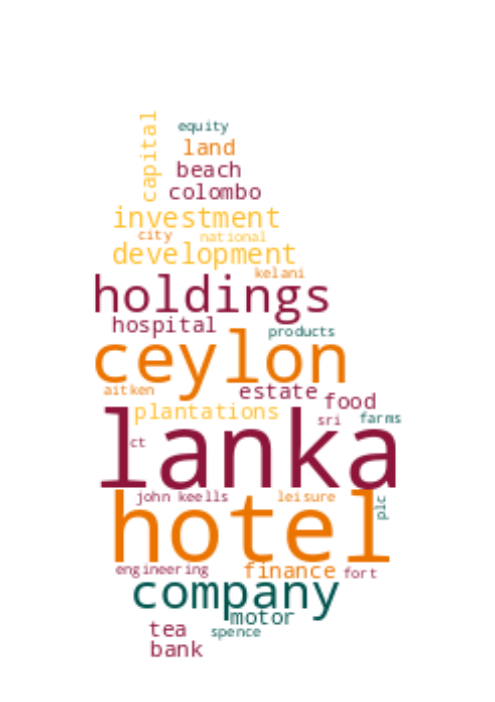 capital
equity
land
beach
colombo
investment
city national
development
kelani
holdings
hospital
products
ceylon
aitken
estate food
plantations
sri farms
lanka
ct
john keells leisure
plc
hotel
engineering finance fort
company
motor
tea spence
bank